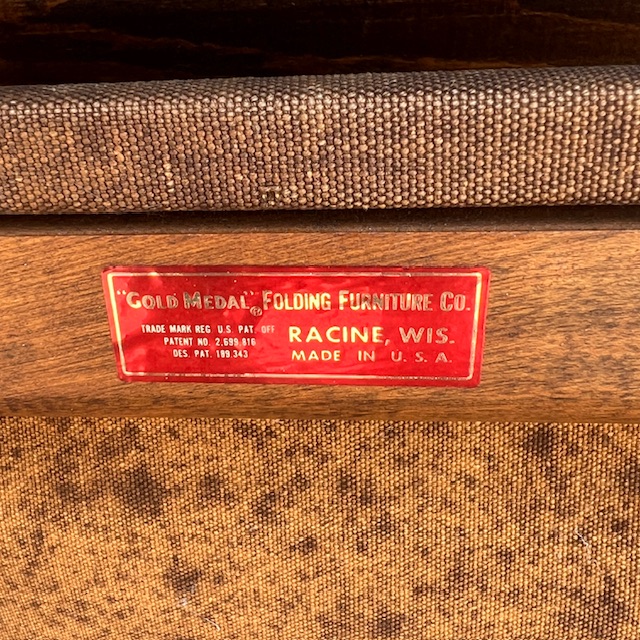 "GOLD MEDAL"® FOLDING FURNITURE CO.
TRADE MARK REG U.S. PAT OFF
PATENT NO. 2,699,816
DES. PAT. 189,343
RACINE, WIS.
MADE IN U.S.A.